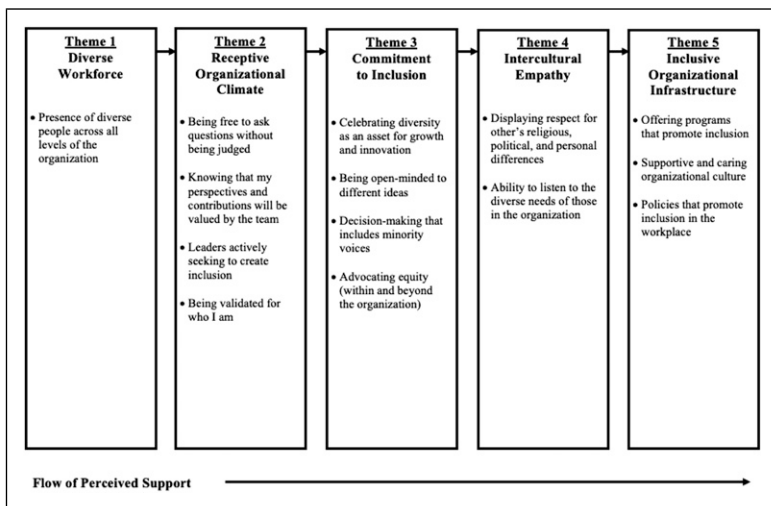 Theme 1
Diverse
Workforce
• Presence of diverse
people across all
levels of the
organization
Theme 2
Receptive
Organizational
Climate
• Being free to ask
questions without
being judged
• Knowing that my
perspectives and
contributions will be
valued by the team
• Leaders actively
seeking to create
inclusion
• Being validated for
who I am
Theme 3
Commitment
to Inclusion
• Celebrating diversity
as an asset for growth
and innovation
• Being open-minded to
different ideas
• Decision-making that
includes minority
voices
• Advocating equity
(within and beyond
the organization)
Theme 4
Intercultural
Empathy
• Displaying respect for
other's religious,
political, and personal
differences
• Ability to listen to the
diverse needs of those
in the organization
Theme 5
Inclusive
Organizational
Infrastructure
• Offering programs
that promote inclusion
• Supportive and caring
organizational culture
• Policies that promote
inclusion in the
workplace
Flow of Perceived Support